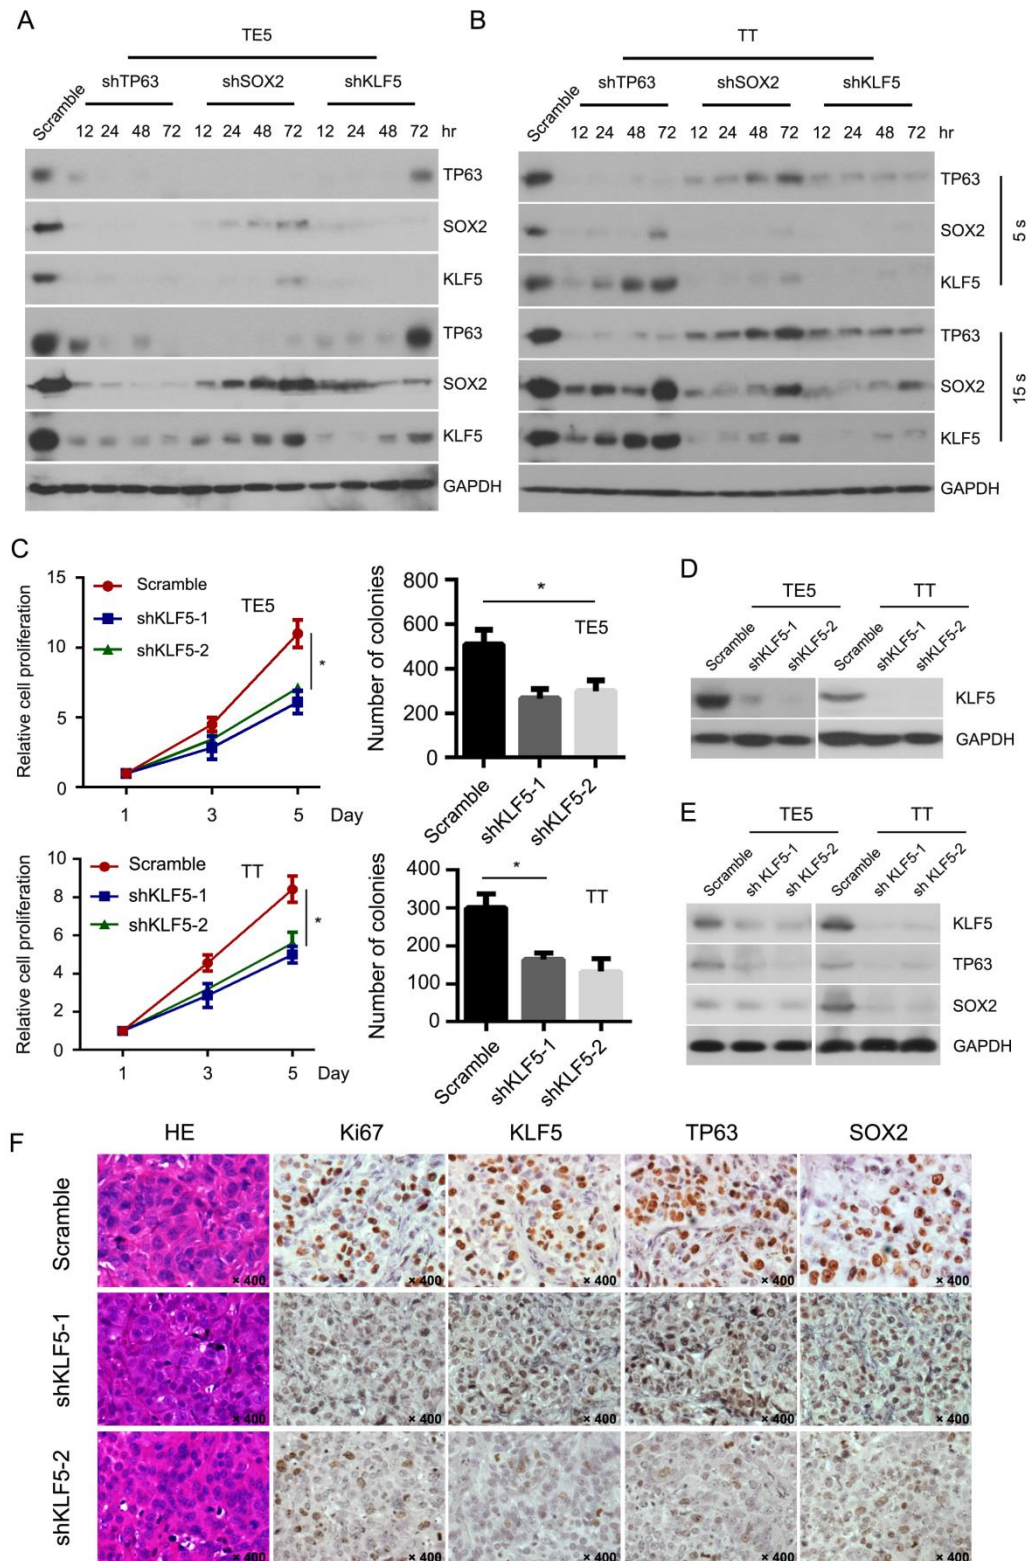 A
TE5
shTP63 shSOX2 shKLF5
Scramble 12 24 48 72 12 24 48 72 12 24 48 72 hr
TP63
SOX2
KLF5
TP63
SOX2
KLF5
GAPDH
B
TT
shTP63 shSOX2 shKLF5
Scramble 12 24 48 72 12 24 48 72 12 24 48 72 hr
TP63
SOX2
KLF5
5 s
TP63
SOX2
KLF5
15 s
GAPDH
C
Relative cell proliferation
15
10
5
0
Scramble
shKLF5-1
shKLF5-2
TE5
*
1 3 5 Day
Number of colonies
800
600
400
200
0
*
TE5
Scramble
shKLF5-1
shKLF5-2
Relative cell proliferation
10
8
6
4
2
0
Scramble
shKLF5-1
shKLF5-2
TT
*
1 3 5 Day
Number of colonies
400
300
200
100
0
*
TT
Scramble
shKLF5-1
shKLF5-2
D
TE5 TT
Scramble shKLF5-1 shKLF5-2 Scramble shKLF5-1 shKLF5-2
KLF5
GAPDH
E
TE5 TT
Scramble sh KLF5-1 sh KLF5-2 Scramble sh KLF5-1 sh KLF5-2
KLF5
TP63
SOX2
GAPDH
F
HE Ki67 KLF5 TP63 SOX2
Scramble
× 400 × 400 × 400 × 400 × 400
shKLF5-1
× 400 × 400 × 400 × 400 × 400
shKLF5-2
× 400 × 400 × 400 × 400 × 400